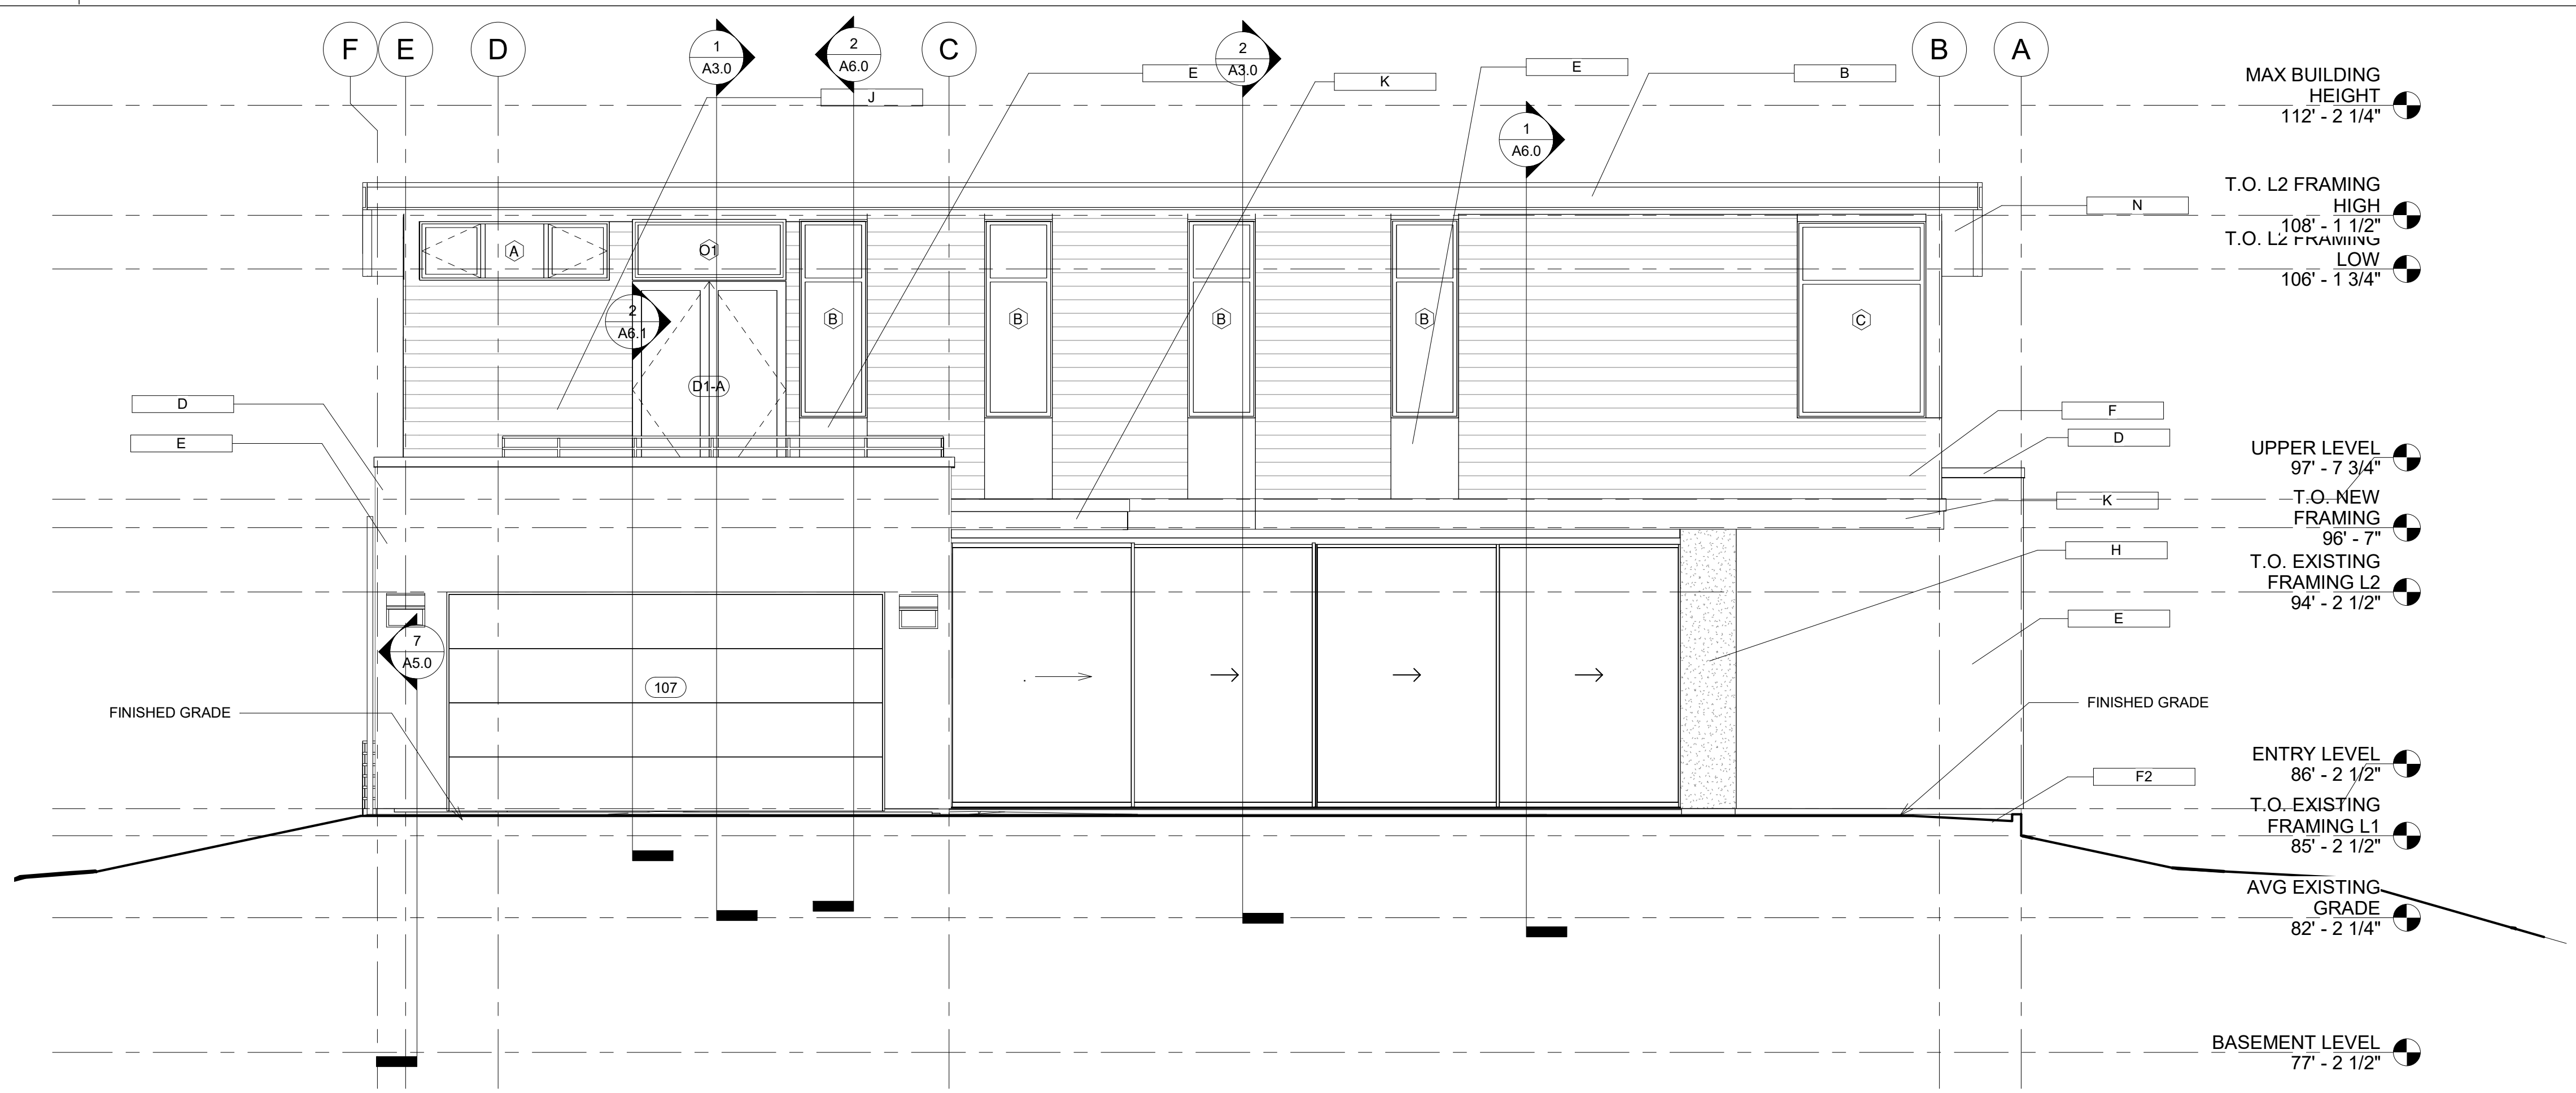 F
E
D
1
A3.0
2
A6.0
C
2
A3.0
B
A
E
E
B
K
J
1
A6.0
MAX BUILDING
HEIGHT
112' - 2 1/4"
T.O. L2 FRAMING
HIGH
108' - 1 1/2"
N
T.O. L2 FRAMING
LOW
106' - 1 3/4"
A
O1
2
A6.1
B
B
B
B
C
D1-A
D
E
F
D
UPPER LEVEL
97' - 7 3/4"
K
T.O. NEW
FRAMING
96' - 7"
H
T.O. EXISTING
FRAMING L2
94' - 2 1/2"
E
7
A5.0
107
FINISHED GRADE
FINISHED GRADE
ENTRY LEVEL
86' - 2 1/2"
F2
T.O. EXISTING
FRAMING L1
85' - 2 1/2"
AVG EXISTING
GRADE
82' - 2 1/4"
BASEMENT LEVEL
77' - 2 1/2"